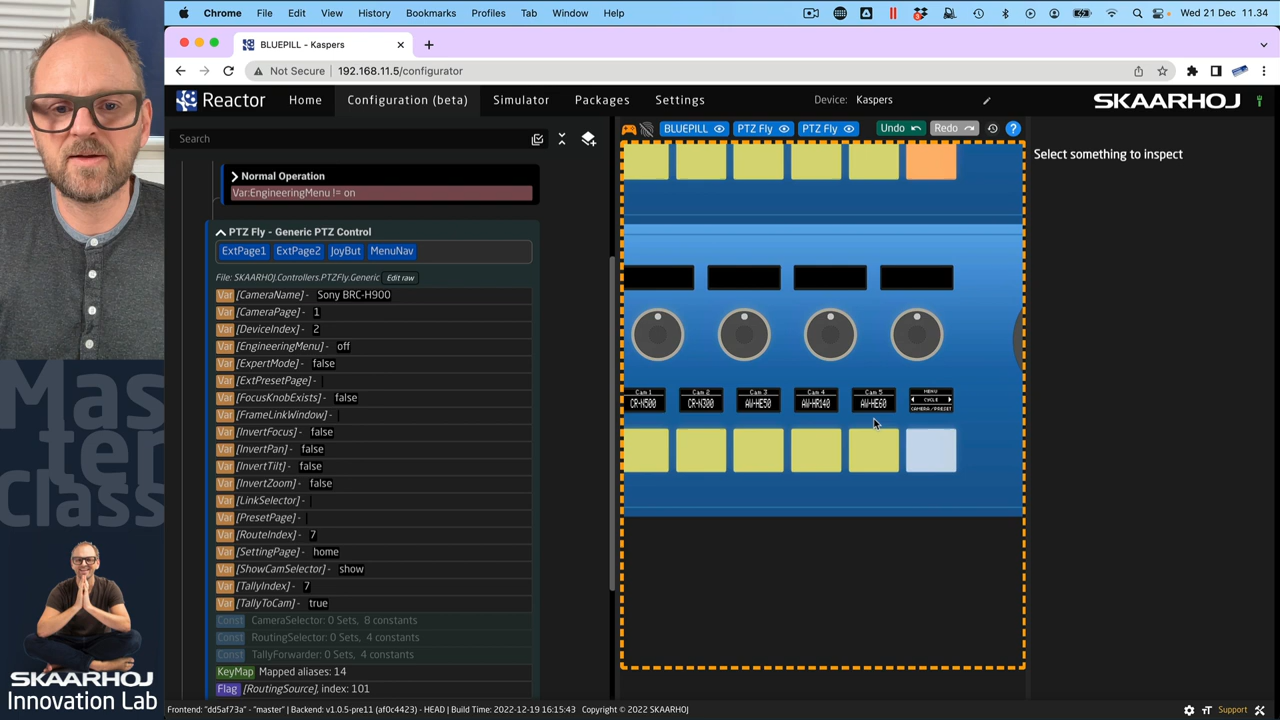 Chrome File Edit View History Bookmarks Profiles Tab Window Help Wed 21 Dec 11.34
BLUEPILL - Kaspers
Not Secure 192.168.11.5/configurator
Reactor Home Configuration (beta) Simulator Packages Settings Device: Kaspers SKAARHOJ
Search
BLUEPILL PTZ Fly PTZ Fly Undo Redo ?
Select something to inspect
Normal Operation
Var:EngineeringMenu != on
PTZ Fly - Generic PTZ Control
ExtPage1 ExtPage2 JoyBut MenuNav
File: SKAARHOJ.Controllers.PTZFly.Generic Edit raw
Var [CameraName] - Sony BRC-H900
Var [CameraPage] - 1
Var [DeviceIndex] - 2
Var [EngineeringMenu] - off
Var [ExpertMode] - false
Var [ExtPresetPage] -
Var [FocusKnobExists] - false
Var [FrameLinkWindow] -
Var [InvertFocus] - false
Var [InvertPan] - false
Var [InvertTilt] - false
Var [InvertZoom] - false
Var [LinkSelector] -
Var [PresetPage] -
Var [RouteIndex] - 7
Var [SettingPage] - home
Var [ShowCamSelector] - show
Var [TallyIndex] - 7
Var [TallyToCam] - true
Const CameraSelector: 0 Sets, 8 constants
Const RoutingSelector: 0 Sets, 4 constants
Const TallyForwarder: 0 Sets, 4 constants
KeyMap Mapped aliases: 14
Flag [RoutingSource], index: 101
Cam 1 Cam 2 Cam 3 Cam 4 Cam 5 MENU
CR-N500 CR-N300 AW-HE50 AW-HR140 AW-HE60 CYCLE
CAMERA/PRESET
Mas
ter
Class
SKAARHOJ
Innovation Lab
Frontend: "dd5af73a" - "master" | Backend: v1.0.5-pre11 (af0c4423) - HEAD | Build Time: 2022-12-19 16:15:43 Copyright © 2022 SKAARHOJ
Support